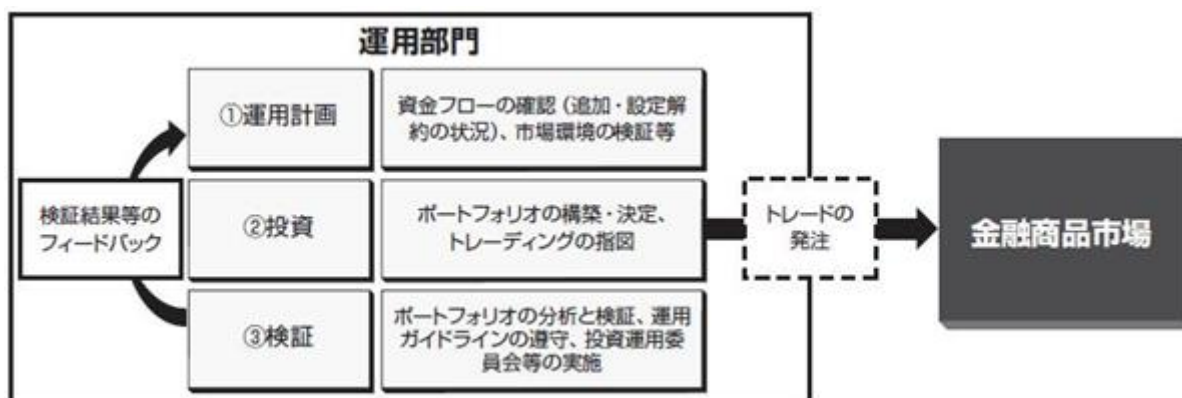 運用部門
①運用計画
資金フローの確認（追加・設定解
約の状況）、市場環境の検証等
検証結果等の
フィードバック
②投資
ポートフォリオの構築・決定、
トレーディングの指図
トレードの
発注
金融商品市場
③検証
ポートフォリオの分析と検証、運用
ガイドラインの遵守、投資運用委
員会等の実施